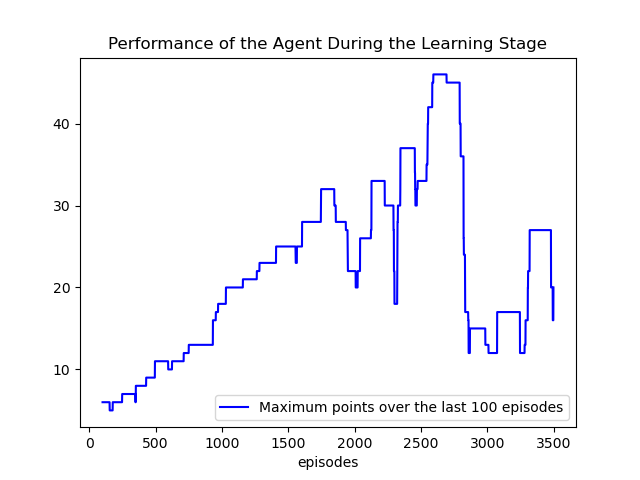 Performance of the Agent During the Learning Stage
40
30
20
10
Maximum points over the last 100 episodes
0 500 1000 1500 2000 2500 3000 3500
episodes